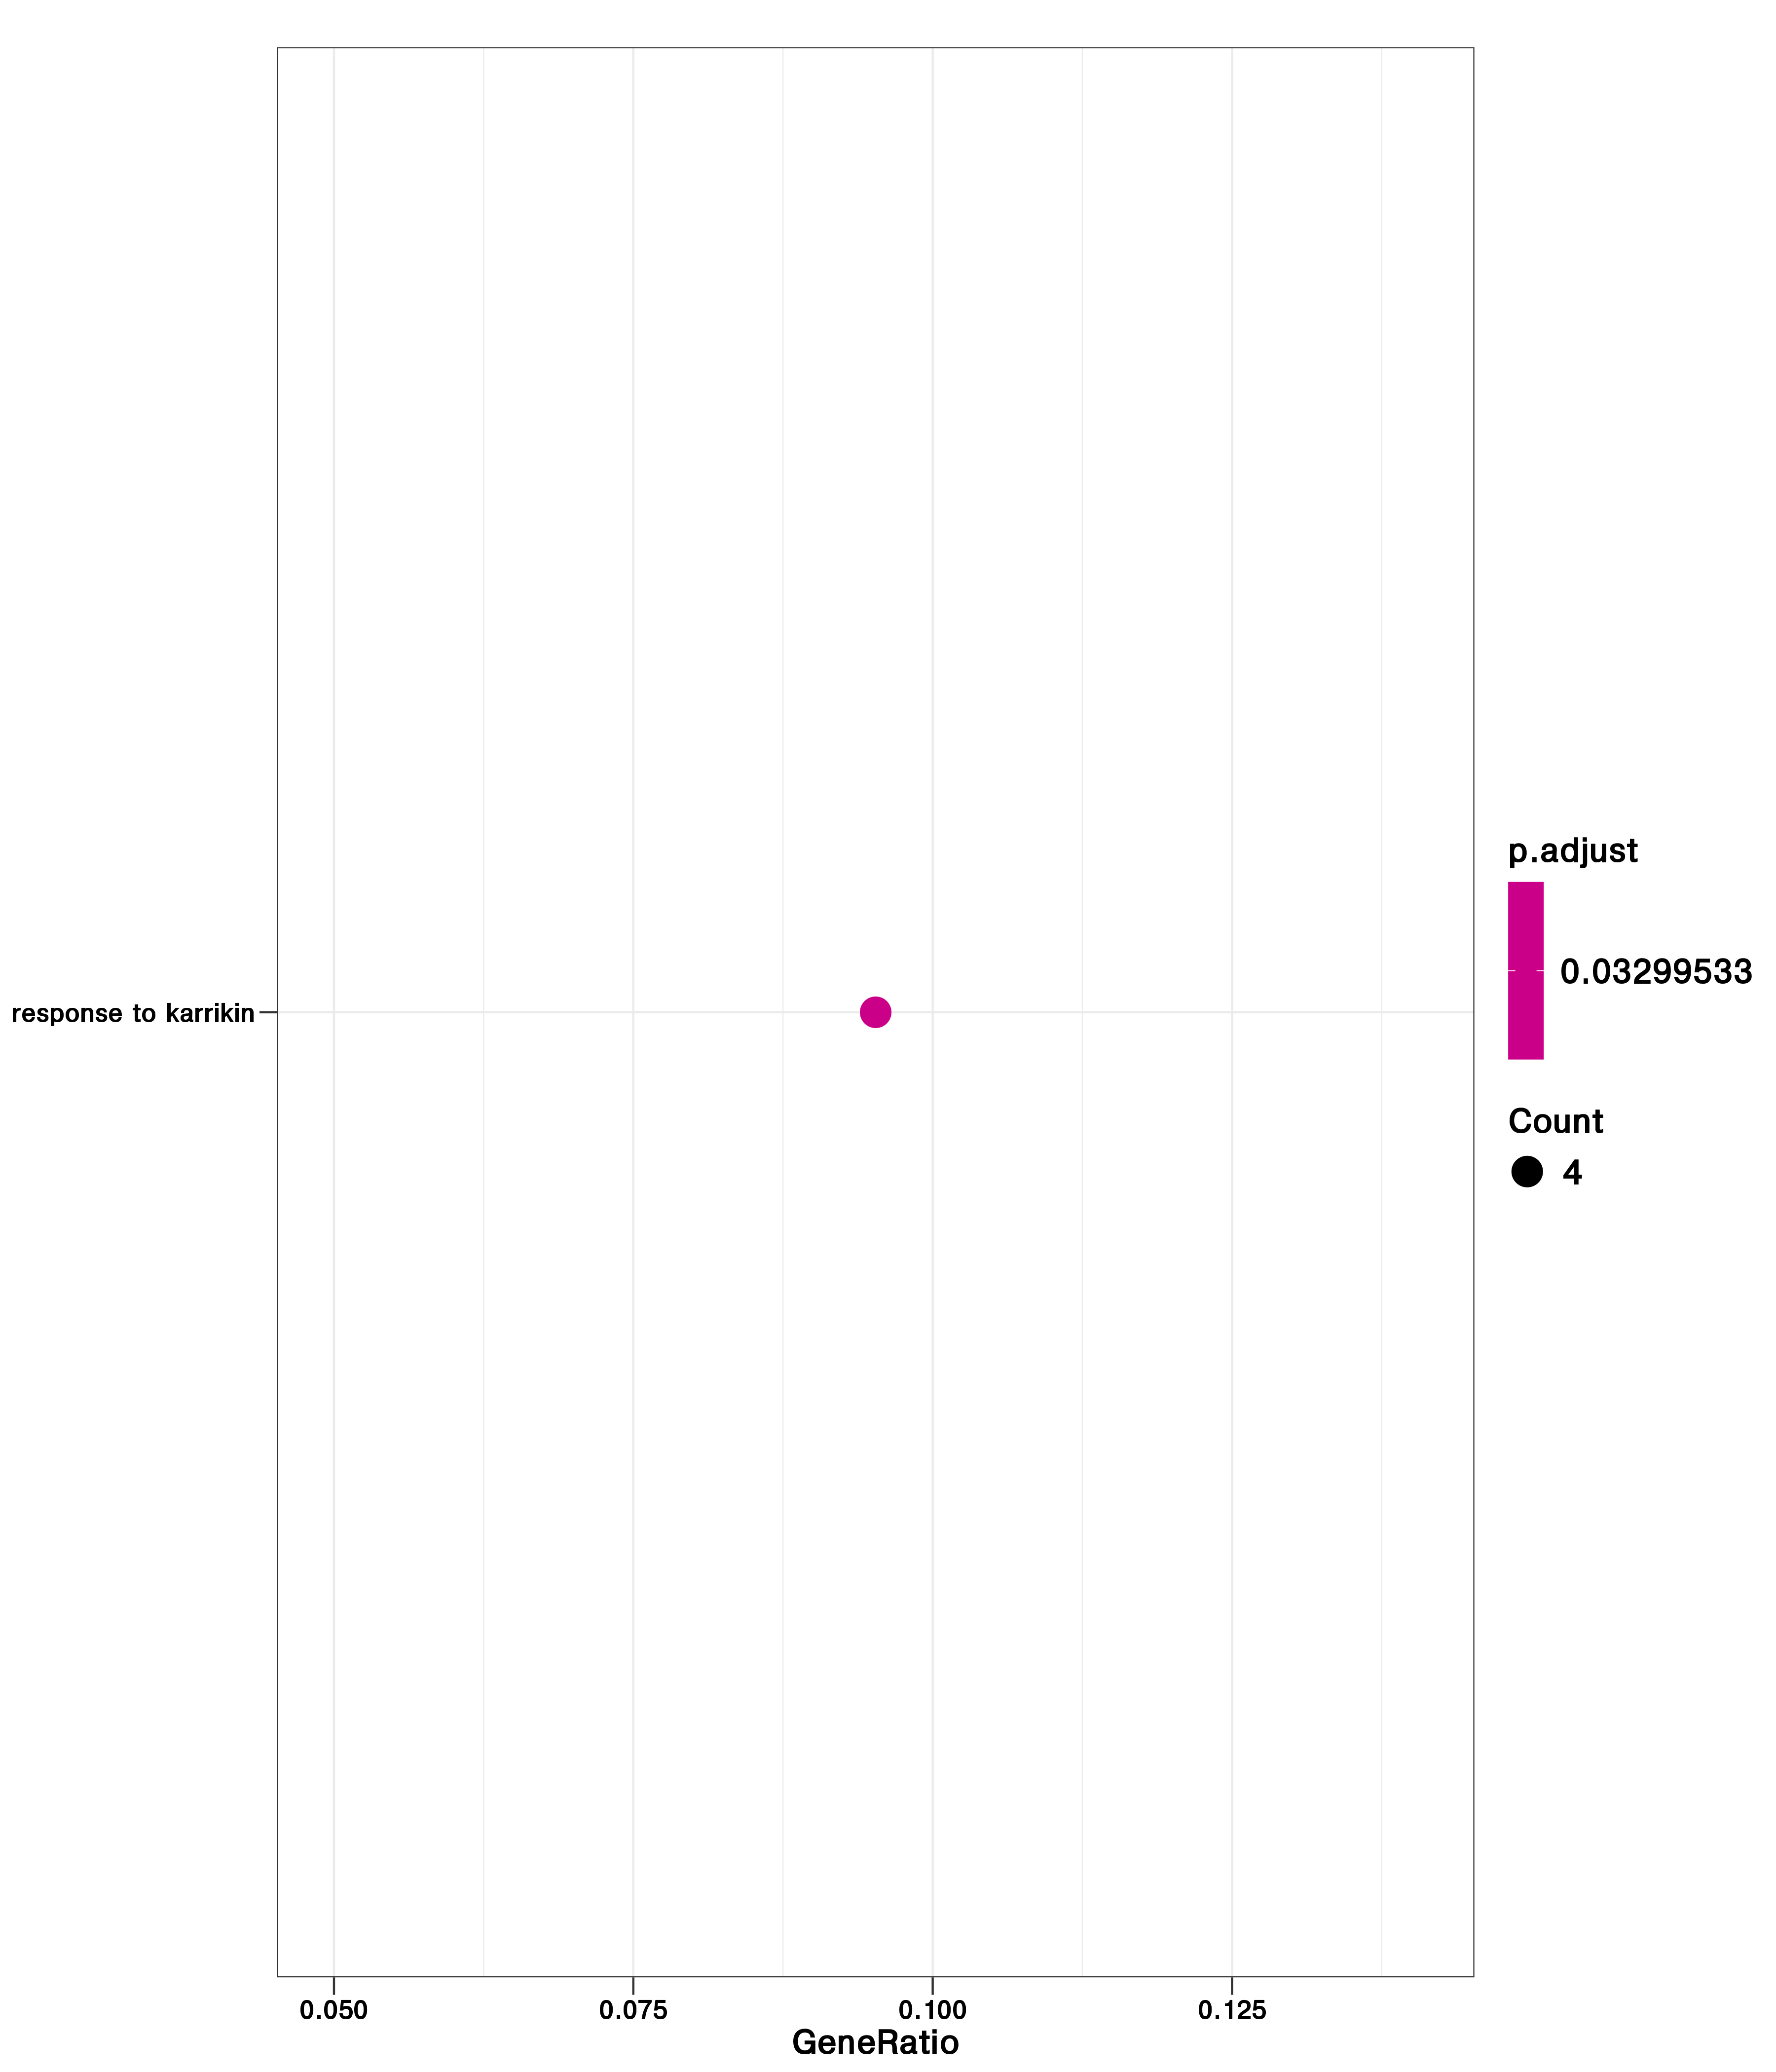 response to karrikin
p.adjust
0.03299533
Count
4
0.050 0.075 0.100 0.125
GeneRatio